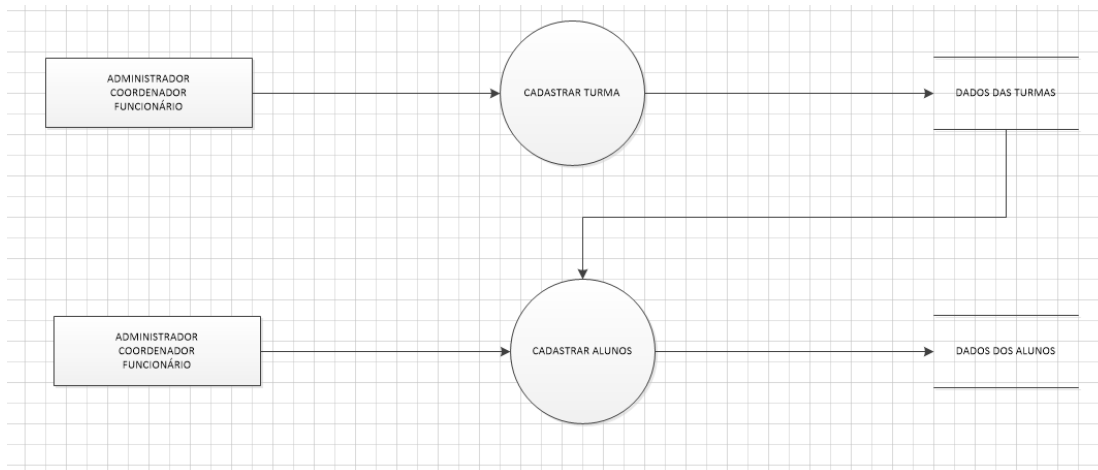 ADMINISTRADOR
COORDENADOR
FUNCIONÁRIO
CADASTRAR TURMA
DADOS DAS TURMAS
ADMINISTRADOR
COORDENADOR
FUNCIONÁRIO
CADASTRAR ALUNOS
DADOS DOS ALUNOS